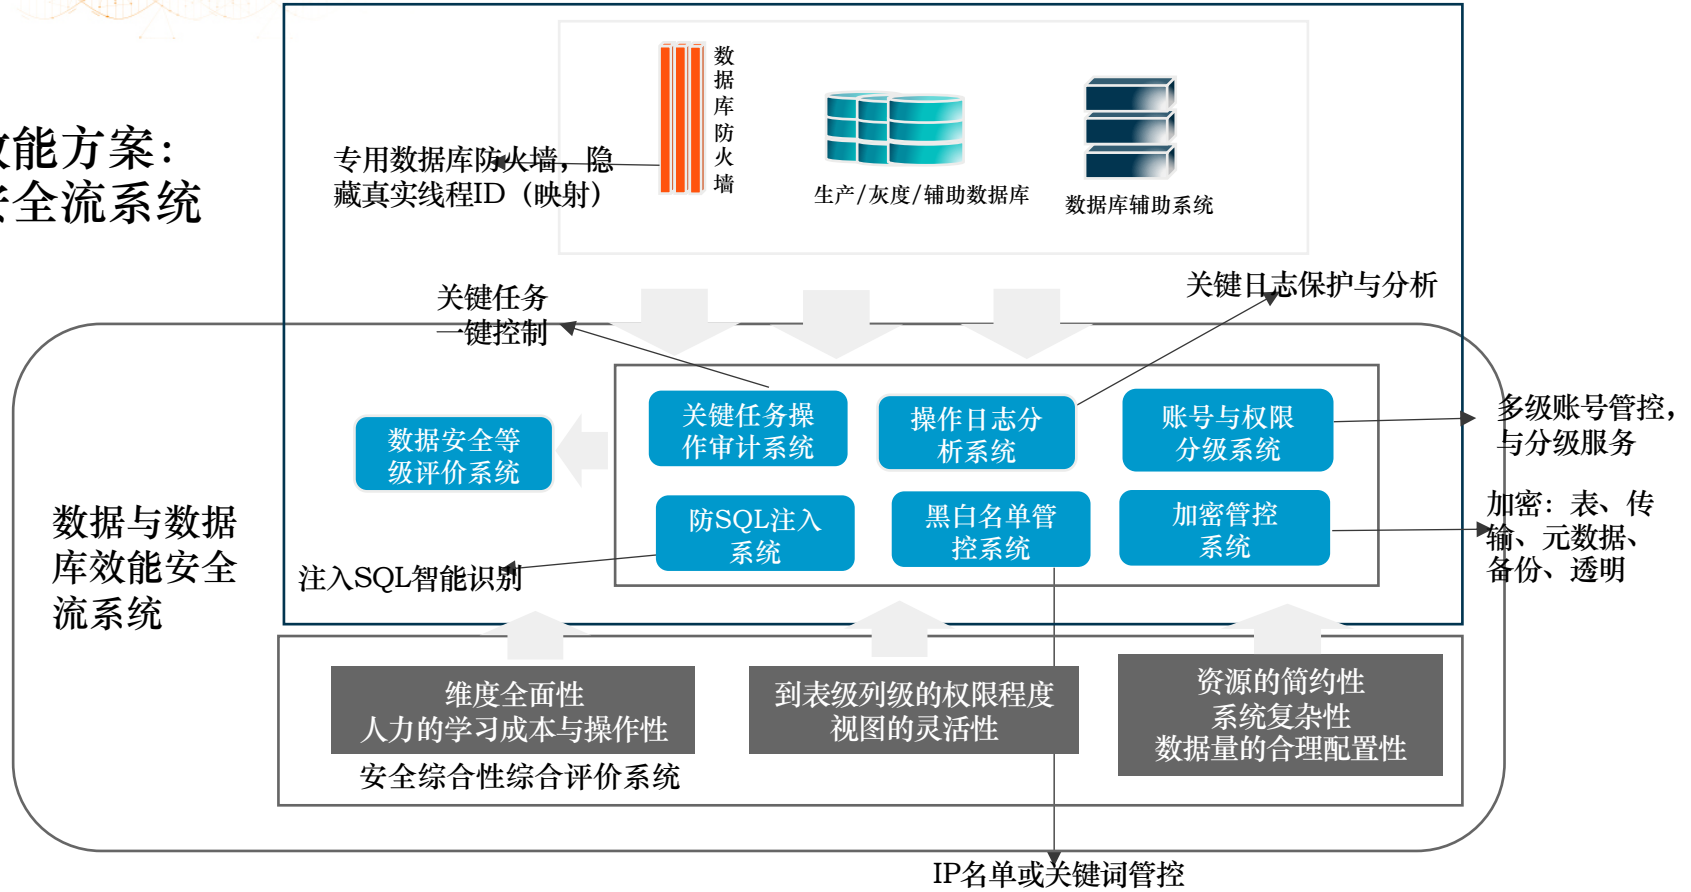 效能方案：
安全流系统
数据库防火墙
专用数据库防火墙，隐
藏真实线程ID（映射）
生产/灰度/辅助数据库
数据库辅助系统
关键任务
一键控制
关键日志保护与分析
关键任务操
作审计系统
操作日志分
析系统
账号与权限
分级系统
多级账号管控，
与分级服务
数据安全等
级评价系统
防SQL注入
系统
黑白名单管
控系统
加密管控
系统
加密：表、传
输、元数据、
备份、透明
数据与数据
库效能安全
流系统
注入SQL智能识别
维度全面性
人力的学习成本与操作性
到表级列级的权限程度
视图的灵活性
资源的简约性
系统复杂性
数据量的合理配置性
安全综合性综合评价系统
IP名单或关键词管控